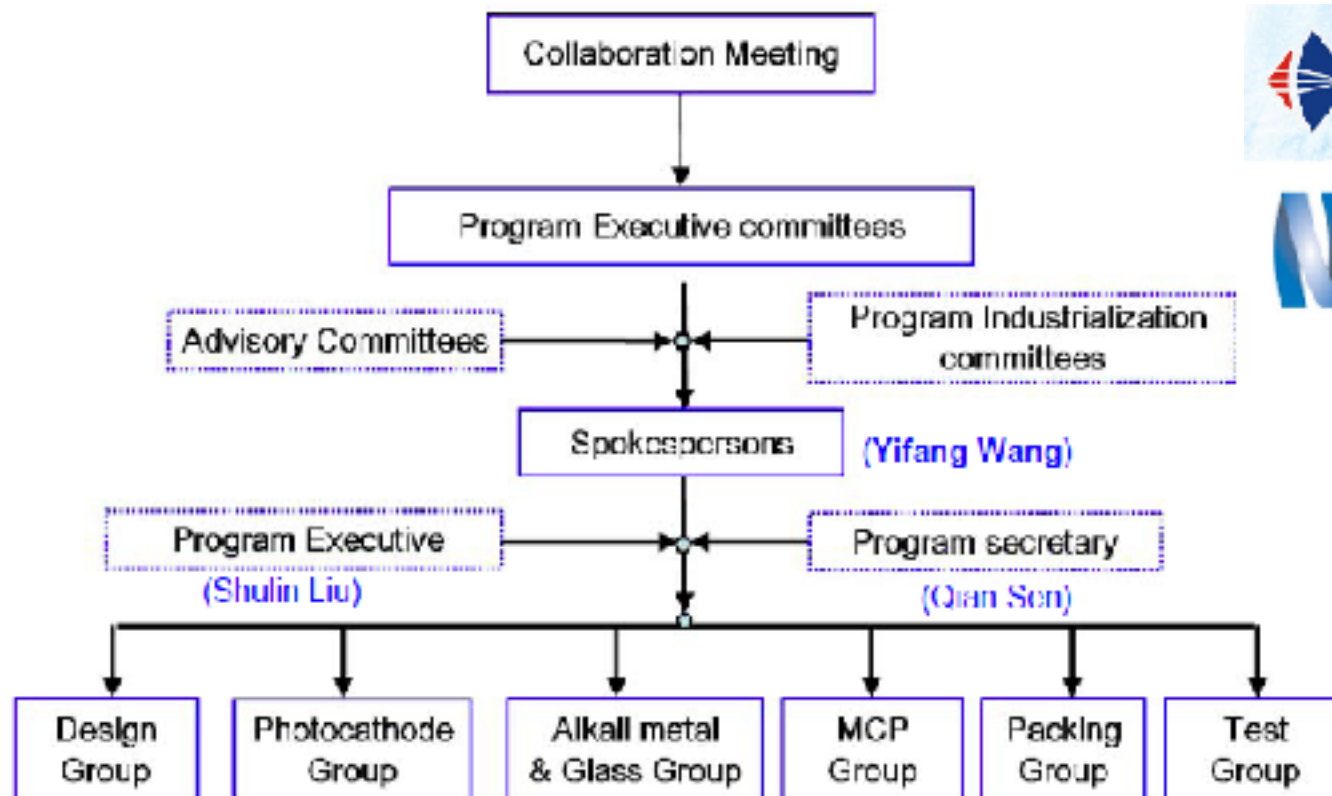 Collaboration Meeting
Program Executive committees
Advisory Committees
Program Industrialization
committees
Spokespersons
(Yifang Wang)
Program Executive
(Shulin Liu)
Program secretary
(Qian Sen)
Design
Group
Photocathode
Group
Alkali metal
& Glass Group
MCP
Group
Packing
Group
Test
Group